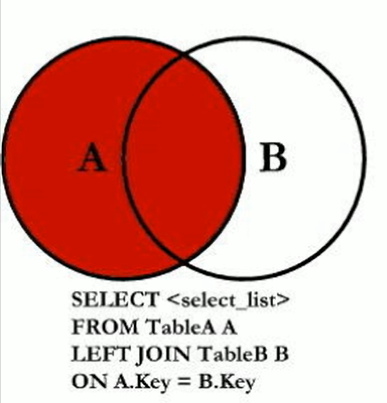 A B
SELECT <select_list>
FROM TableA A
LEFT JOIN TableB B
ON A.Key = B.Key